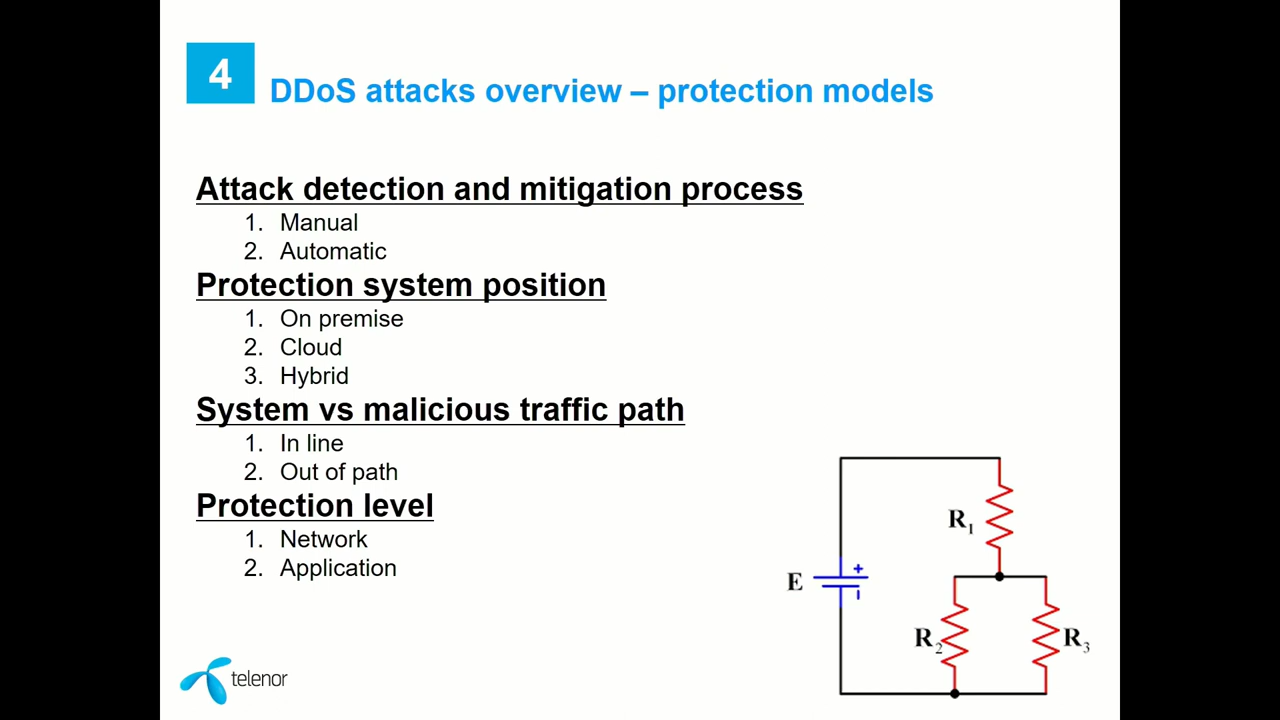 4
DDoS attacks overview – protection models
Attack detection and mitigation process
1. Manual
2. Automatic
Protection system position
1. On premise
2. Cloud
3. Hybrid
System vs malicious traffic path
1. In line
2. Out of path
Protection level
1. Network
2. Application
R1
E
+
R2
R3
telenor